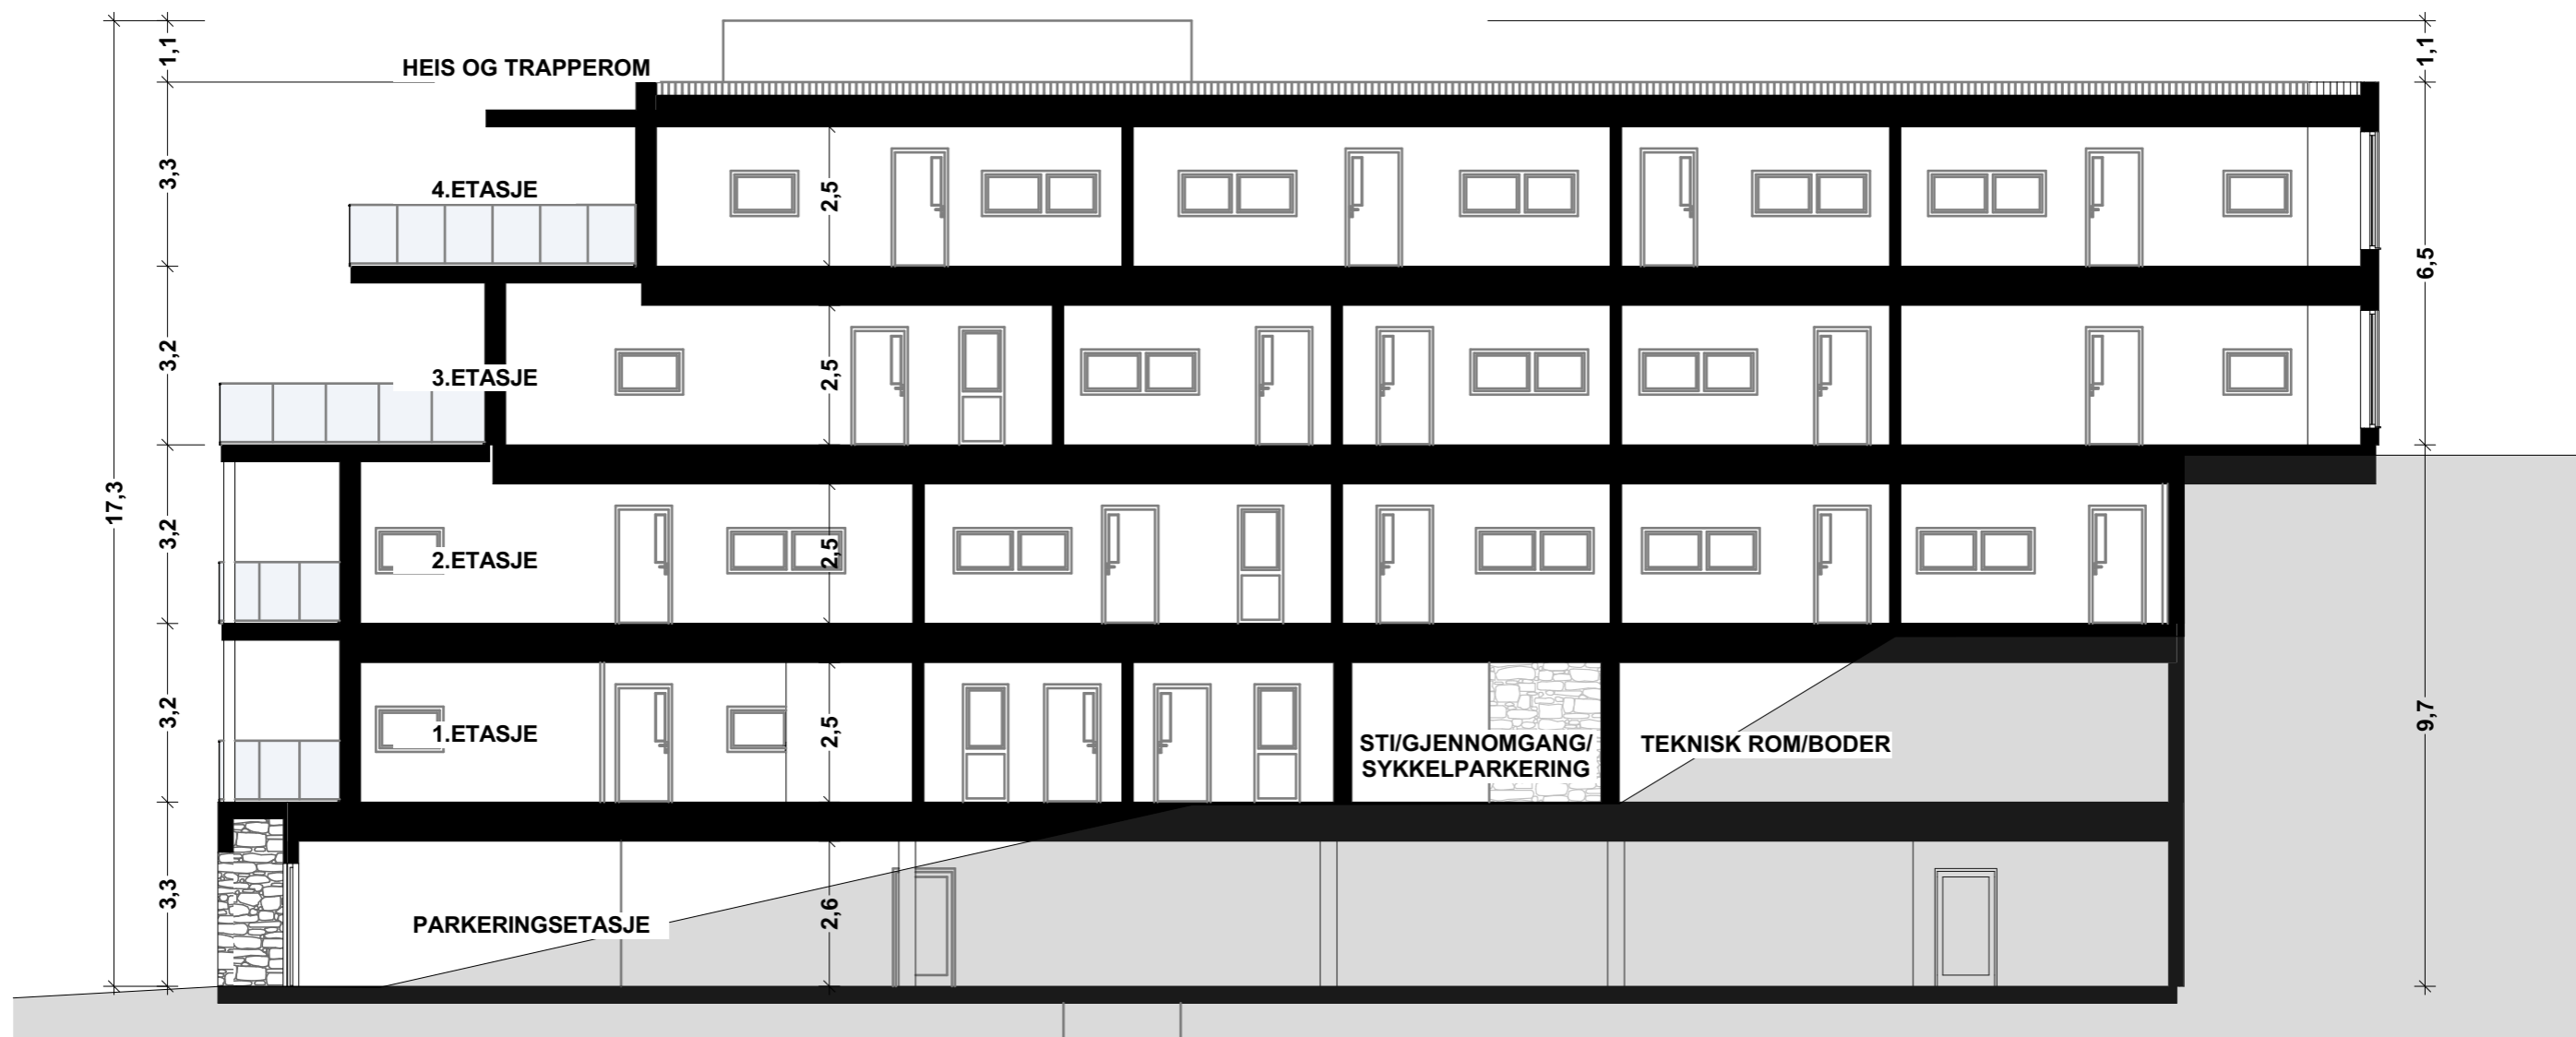 1,1
1,1
HEIS OG TRAPPEROM
3,3
4.ETASJE
2,5
6,5
3,2
3.ETASJE
2,5
17,3
3,2
2.ETASJE
2,5
3,2
1.ETASJE
2,5
STI/GJENNOMGANG/
SYKKELPARKERING
TEKNISK ROM/BODER
9,7
3,3
PARKERINGSETASJE
2,6